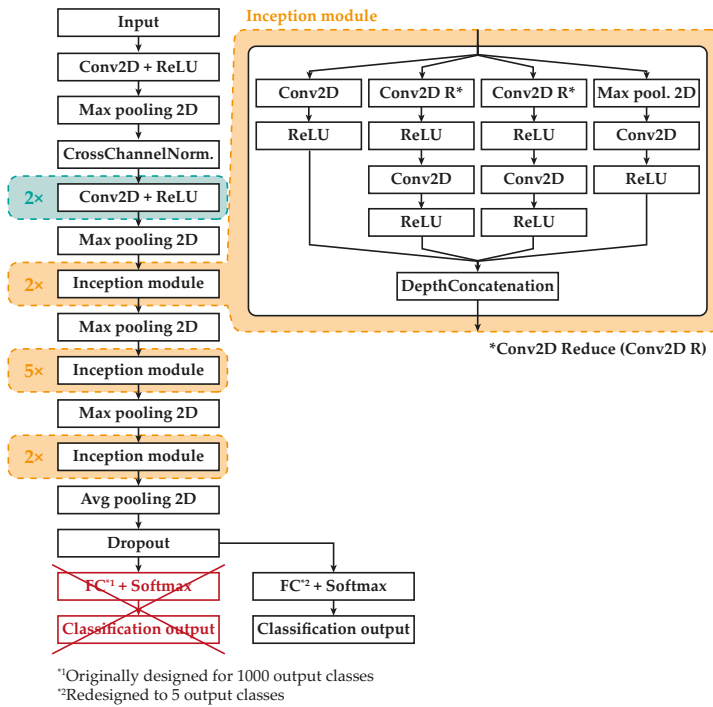 Input
Conv2D + ReLU
Max pooling 2D
CrossChannelNorm.
2× Conv2D + ReLU
Max pooling 2D
2× Inception module
Max pooling 2D
5× Inception module
Max pooling 2D
2× Inception module
Avg pooling 2D
Dropout
FC*1 + Softmax
Classification output
FC*2 + Softmax
Classification output
Inception module
Conv2D Conv2D R* Conv2D R* Max pool. 2D
ReLU ReLU ReLU Conv2D
Conv2D Conv2D ReLU
ReLU ReLU
DepthConcatenation
*Conv2D Reduce (Conv2D R)
*1Originally designed for 1000 output classes
*2Redesigned to 5 output classes